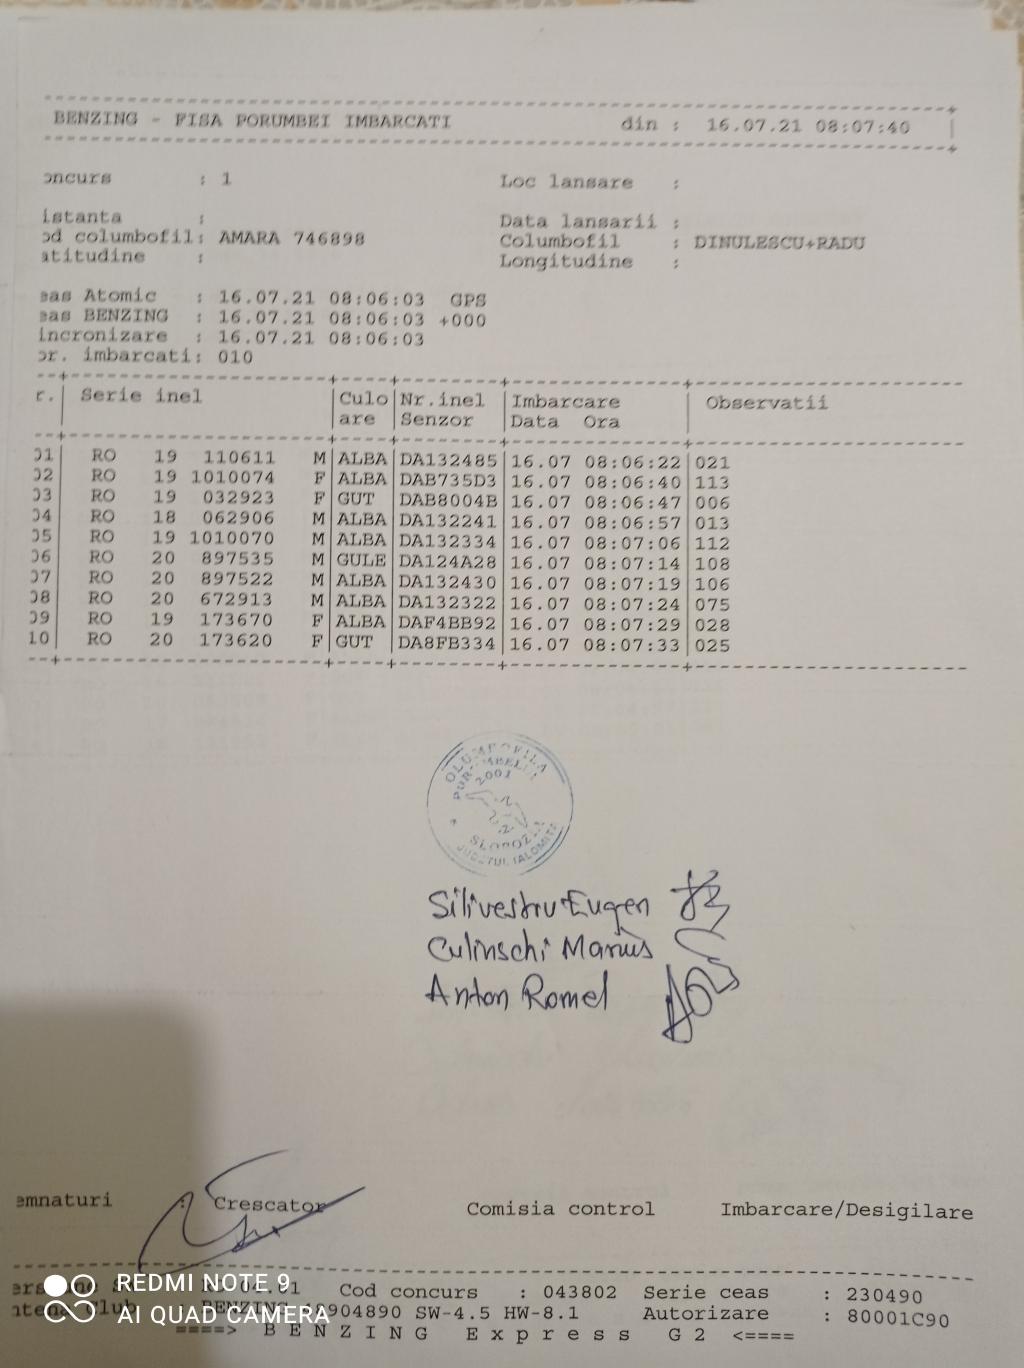 BENZING - FISA PORUMBEI IMBARCATI din : 16.07.21 08:07:40
oncurs : 1 Loc lansare :
istanta : Data lansarii :
od columbofil: AMARA 746898 Columbofil : DINULESCU+RADU
atitudine : Longitudine :
eas Atomic : 16.07.21 08:06:03 GPS
eas BENZING : 16.07.21 08:06:03 +000
incronizare : 16.07.21 08:06:03
or. imbarcati: 010
r. Serie inel Culo Nr.inel Imbarcare Observatii
are Senzor Data Ora
01 RO 19 110611 M ALBA DA132485 16.07 08:06:22 021
02 RO 19 1010074 F ALBA DAB735D3 16.07 08:06:40 113
03 RO 19 032923 F GUT DAB8004B 16.07 08:06:47 006
04 RO 18 062906 M ALBA DA132241 16.07 08:06:57 013
05 RO 19 1010070 M ALBA DA132334 16.07 08:07:06 112
06 RO 20 897535 M GULE DA124A28 16.07 08:07:14 108
07 RO 20 897522 M ALBA DA132430 16.07 08:07:19 106
08 RO 20 672913 M ALBA DA132322 16.07 08:07:24 075
09 RO 19 173670 F ALBA DAF4BB92 16.07 08:07:29 028
10 RO 20 173620 F GUT DA8FB334 16.07 08:07:33 025
2001
SLOBOZIA
JUDETUL IALOMITA
Silivestru Eugen
Culinschi Marius
Anton Romel
emnaturi : Crescator Comisia control Imbarcare/Desigilare
Cod concurs : 043802 Serie ceas : 230490
Club SW-4.5 HW-8.1 Autorizare : 80001C90
====> B E N Z I N G E x p r e s s G 2 <====
REDMI NOTE 9
AI QUAD CAMERA